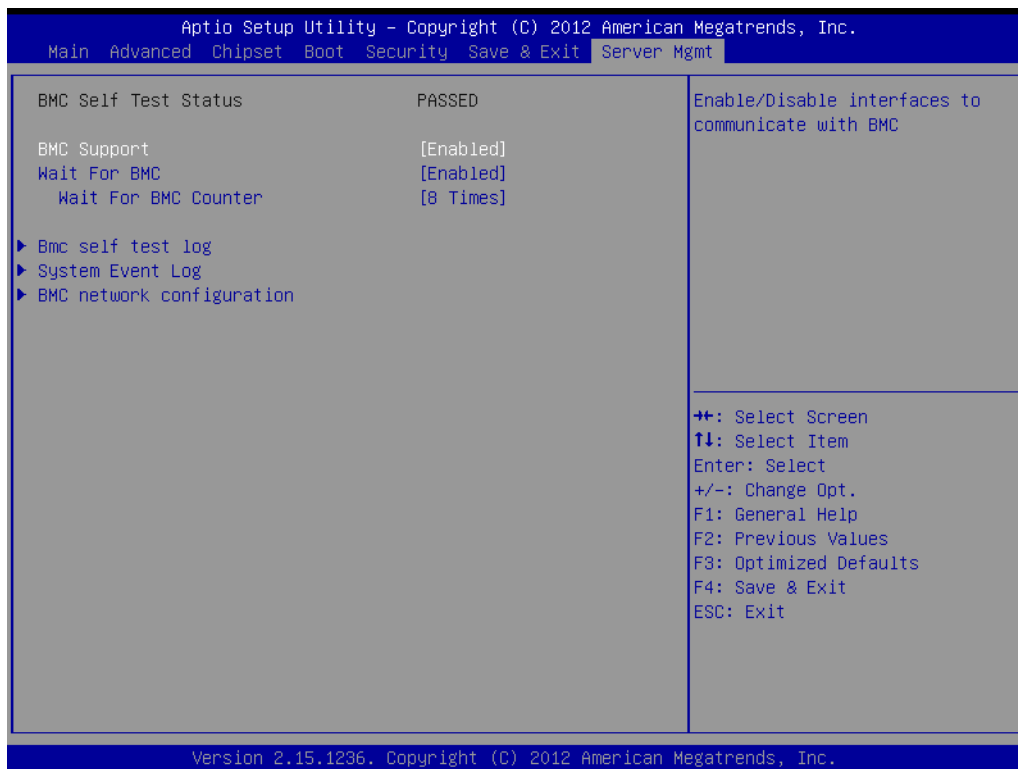 Aptio Setup Utility – Copyright (C) 2012 American Megatrends, Inc.
Main Advanced Chipset Boot Security Save & Exit Server Mgmt
BMC Self Test Status PASSED
BMC Support [Enabled]
Wait For BMC [Enabled]
Wait For BMC Counter [8 Times]
▶ Bmc self test log
▶ System Event Log
▶ BMC network configuration
Enable/Disable interfaces to
communicate with BMC
→←: Select Screen
↑↓: Select Item
Enter: Select
+/-: Change Opt.
F1: General Help
F2: Previous Values
F3: Optimized Defaults
F4: Save & Exit
ESC: Exit
Version 2.15.1236. Copyright (C) 2012 American Megatrends, Inc.